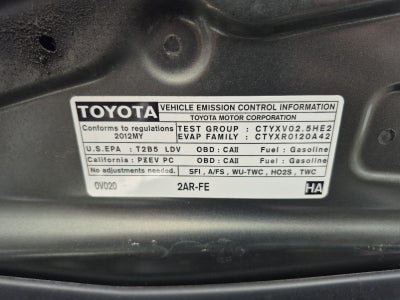 TOYOTA VEHICLE EMISSION CONTROL INFORMATION
TOYOTA MOTOR CORPORATION
Conforms to regulations TEST GROUP : CTYXV02.5HE2
2012MY EVAP FAMILY : CTYXR0120A42
U.S.EPA : T2B5 LDV OBD : CAII Fuel : Gasoline
California : PZEV PC OBD : CAII Fuel : Gasoline
No adjustments needed. SFI , A/FS , WU-TWC , HO2S , TWC
0V020 2AR-FE HA